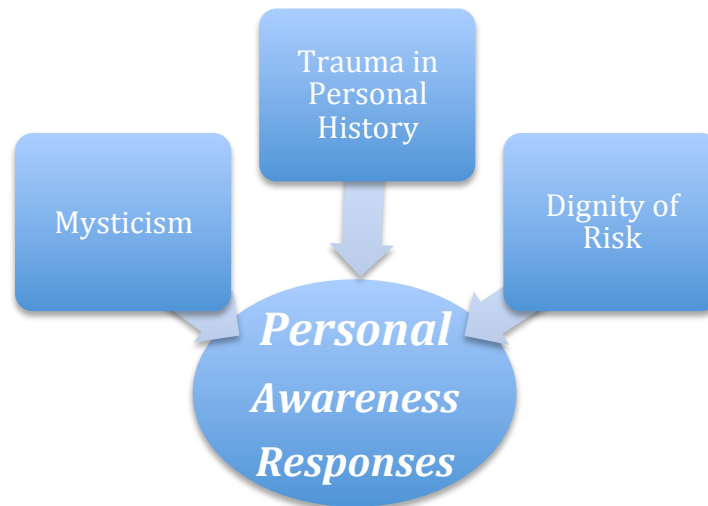 Trauma in
Personal
History
Mysticism
Dignity of
Risk
Personal
Awareness
Responses